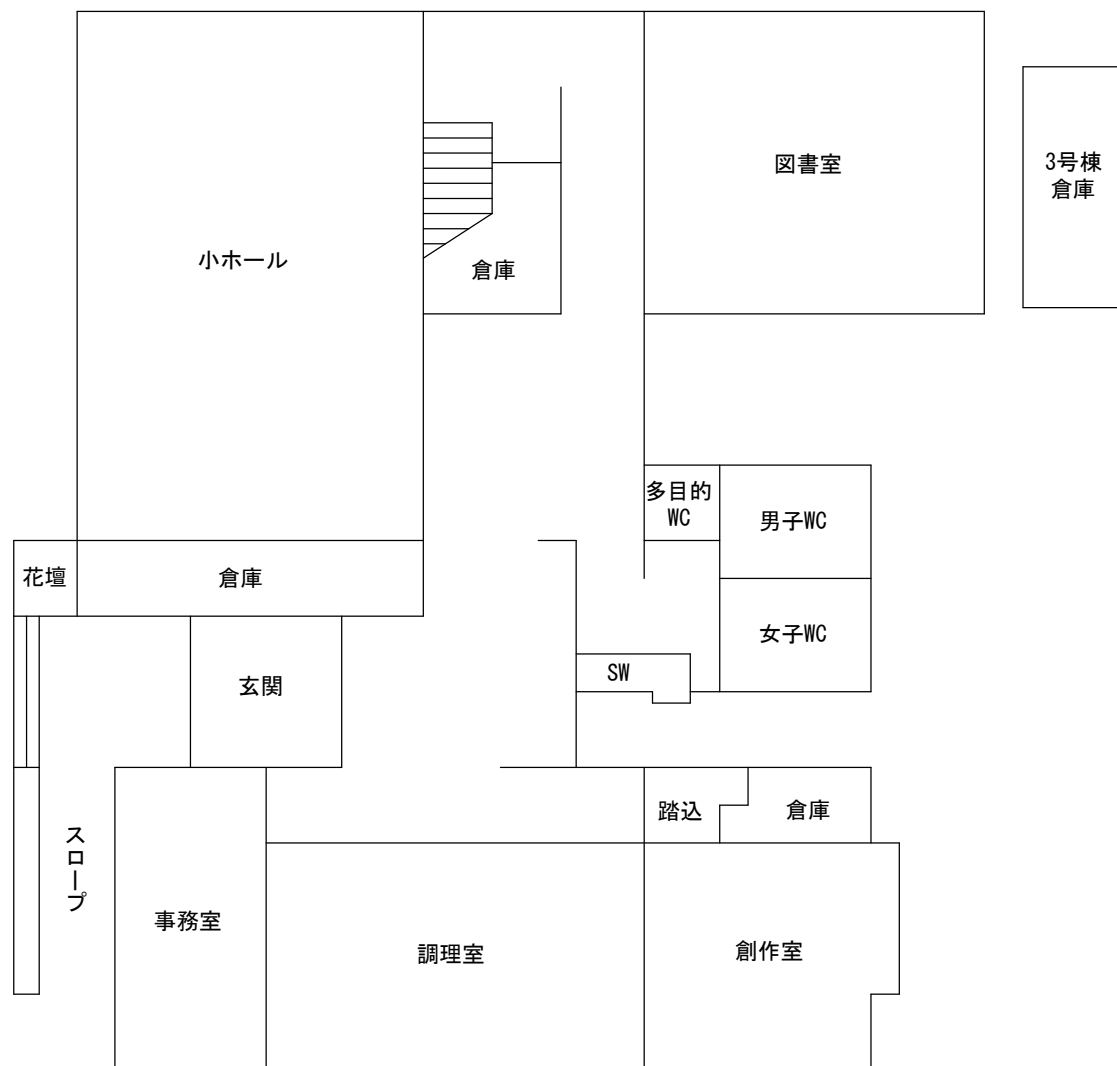 図書室
3号棟
倉庫
小ホール
倉庫
多目的
WC
男子WC
花壇
倉庫
女子WC
SW
玄関
踏込
倉庫
スロープ
事務室
調理室
創作室